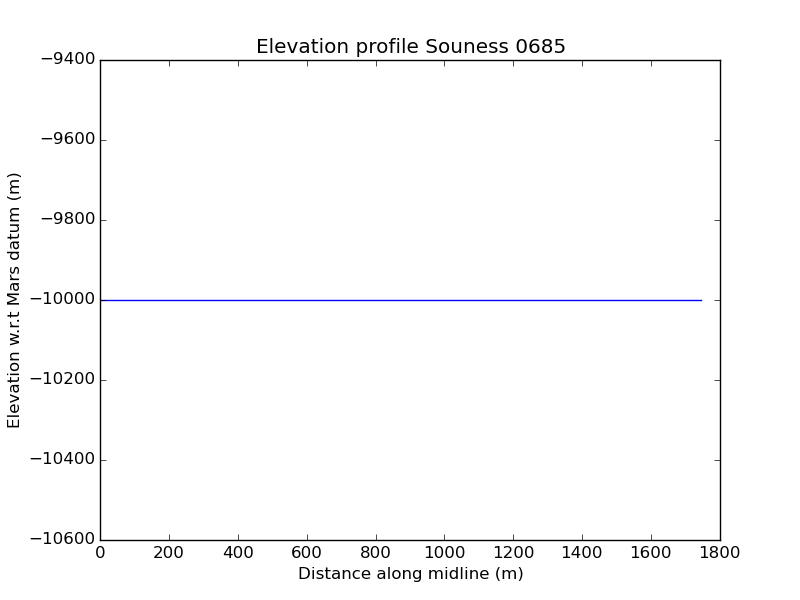 Elevation profile Souness 0685
−9400
−9600
−9800
−10000
−10200
−10400
−10600
Elevation w.r.t Mars datum (m)
0 200 400 600 800 1000 1200 1400 1600 1800
Distance along midline (m)